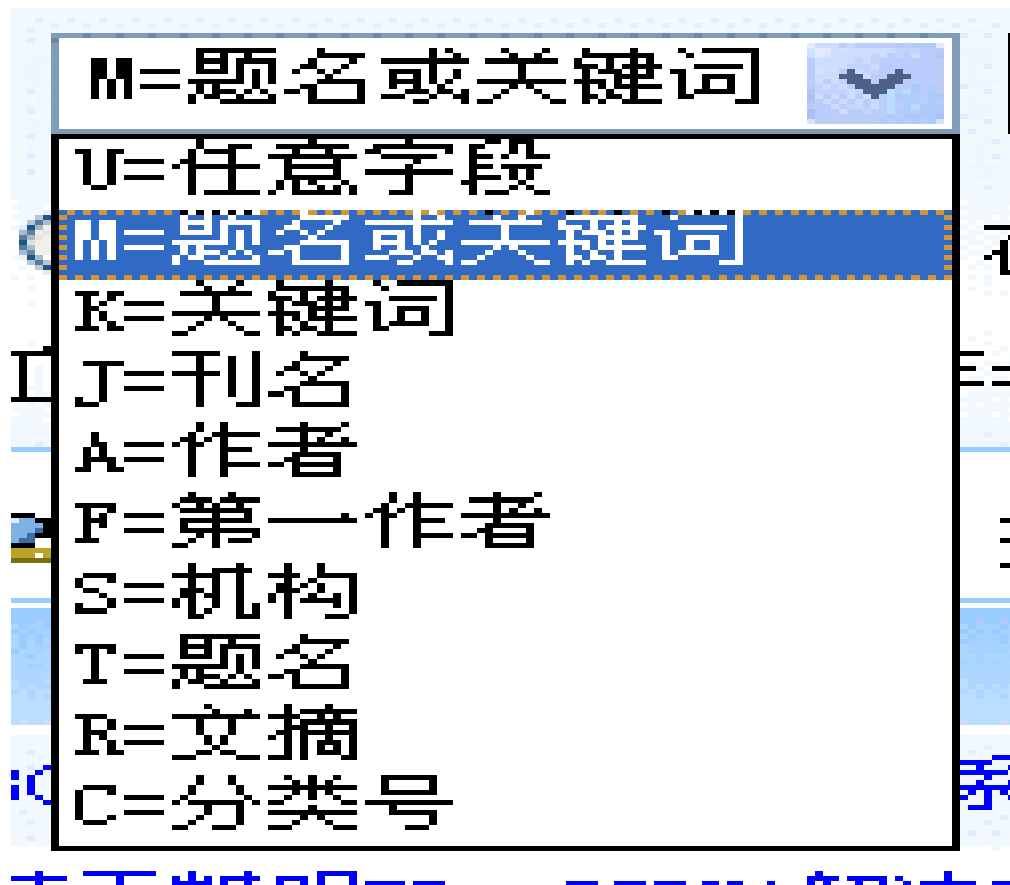 M=题名或关键词
U=任意字段
M=题名或关键词
K=关键词
J=刊名
A=作者
F=第一作者
S=机构
T=题名
R=文摘
C=分类号